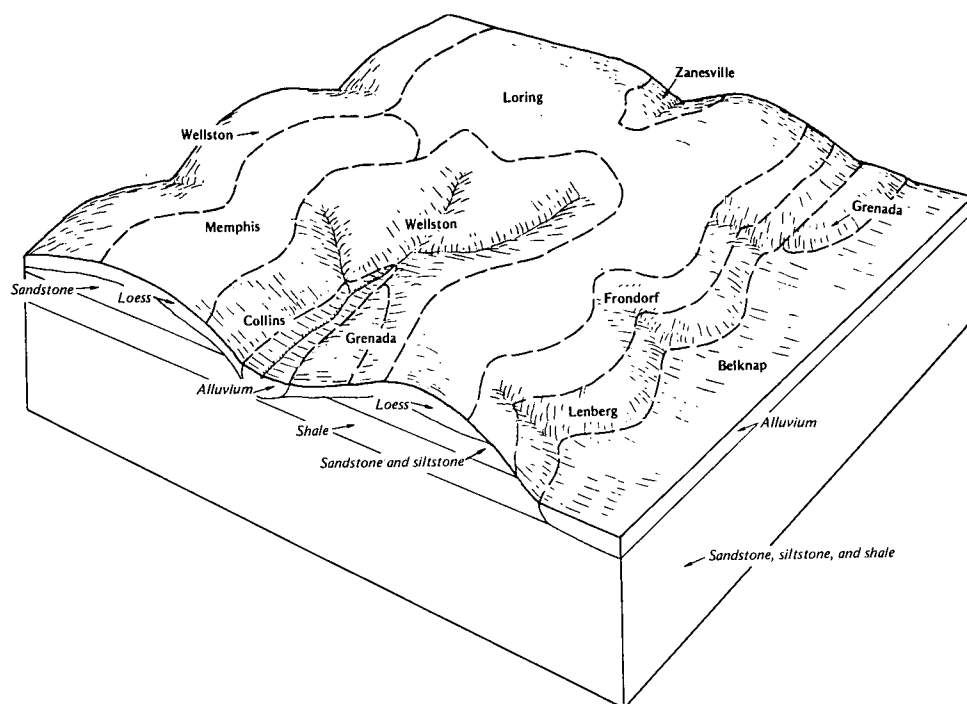 Zanesville
Loring
Wellston
Grenada
Memphis
Wellston
Sandstone
Loess
Collins
Frondorf
Grenada
Belknap
Alluvium
Loess
Lenberg
Alluvium
Shale
Sandstone and siltstone
Sandstone, siltstone, and shale